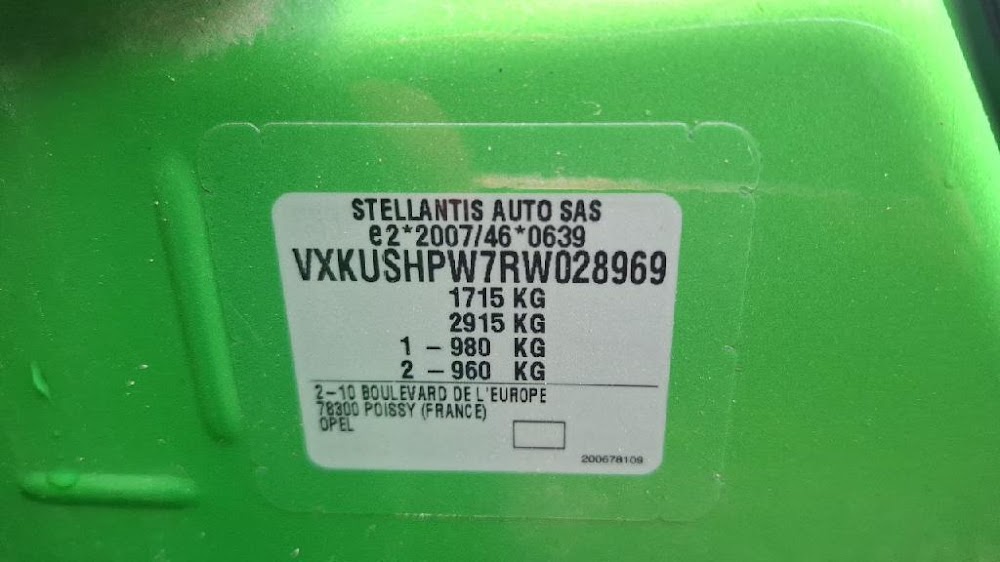 STELLANTIS AUTO SAS
e2*2007/46*0639
VXKUSHPW7RW028969
1715 KG
2915 KG
1 - 980 KG
2 - 960 KG
2-10 BOULEVARD DE L'EUROPE
78300 POISSY (FRANCE)
OPEL
200678109